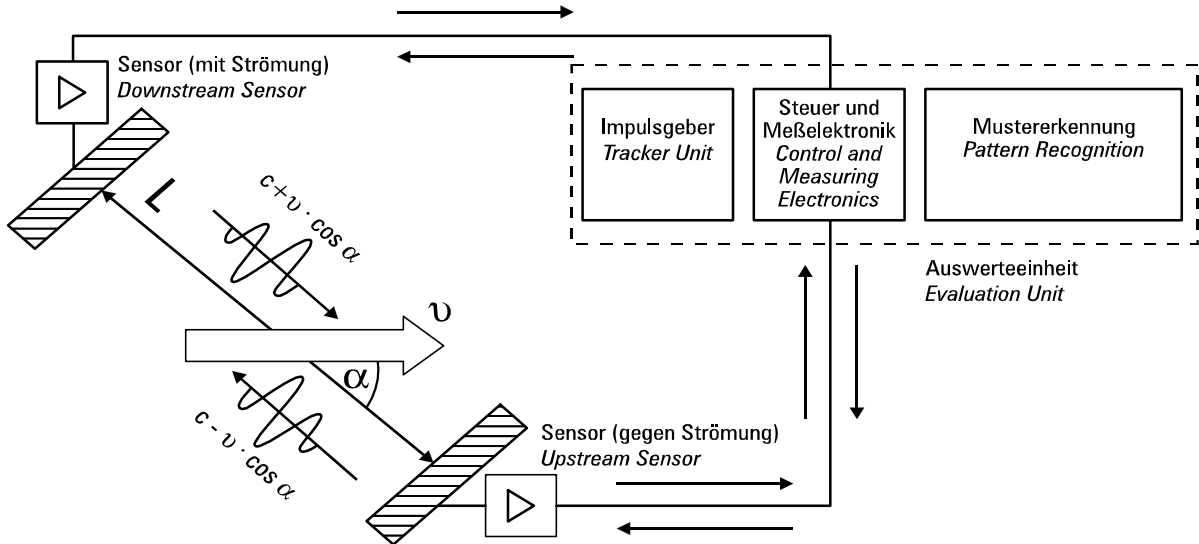 Sensor (mit Strömung)
Downstream Sensor
Impulsgeber
Tracker Unit
Steuer und
Meßelektronik
Control and
Measuring
Electronics
Mustererkennung
Pattern Recognition
L
c+υ · cos α
υ
α
c - υ · cos α
Auswerteeinheit
Evaluation Unit
Sensor (gegen Strömung)
Upstream Sensor